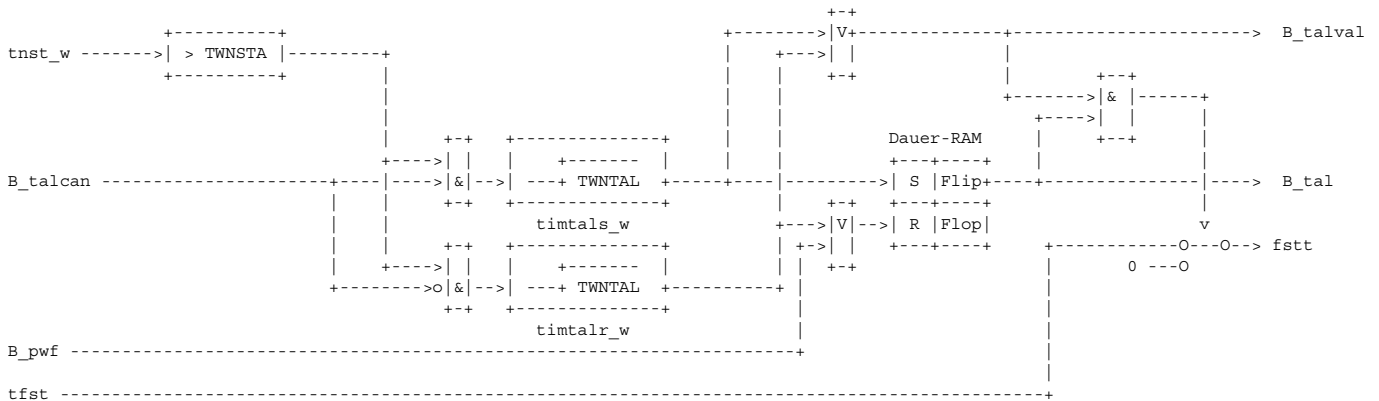 V B_talval
tnst_w > TWNSTA
&
Dauer-RAM
B_talcan & TWNTAL S Flip B_tal
timtals_w V R Flop v
fstt
TWNTAL 0
o & 
timtalr_w
B_pwf
tfst